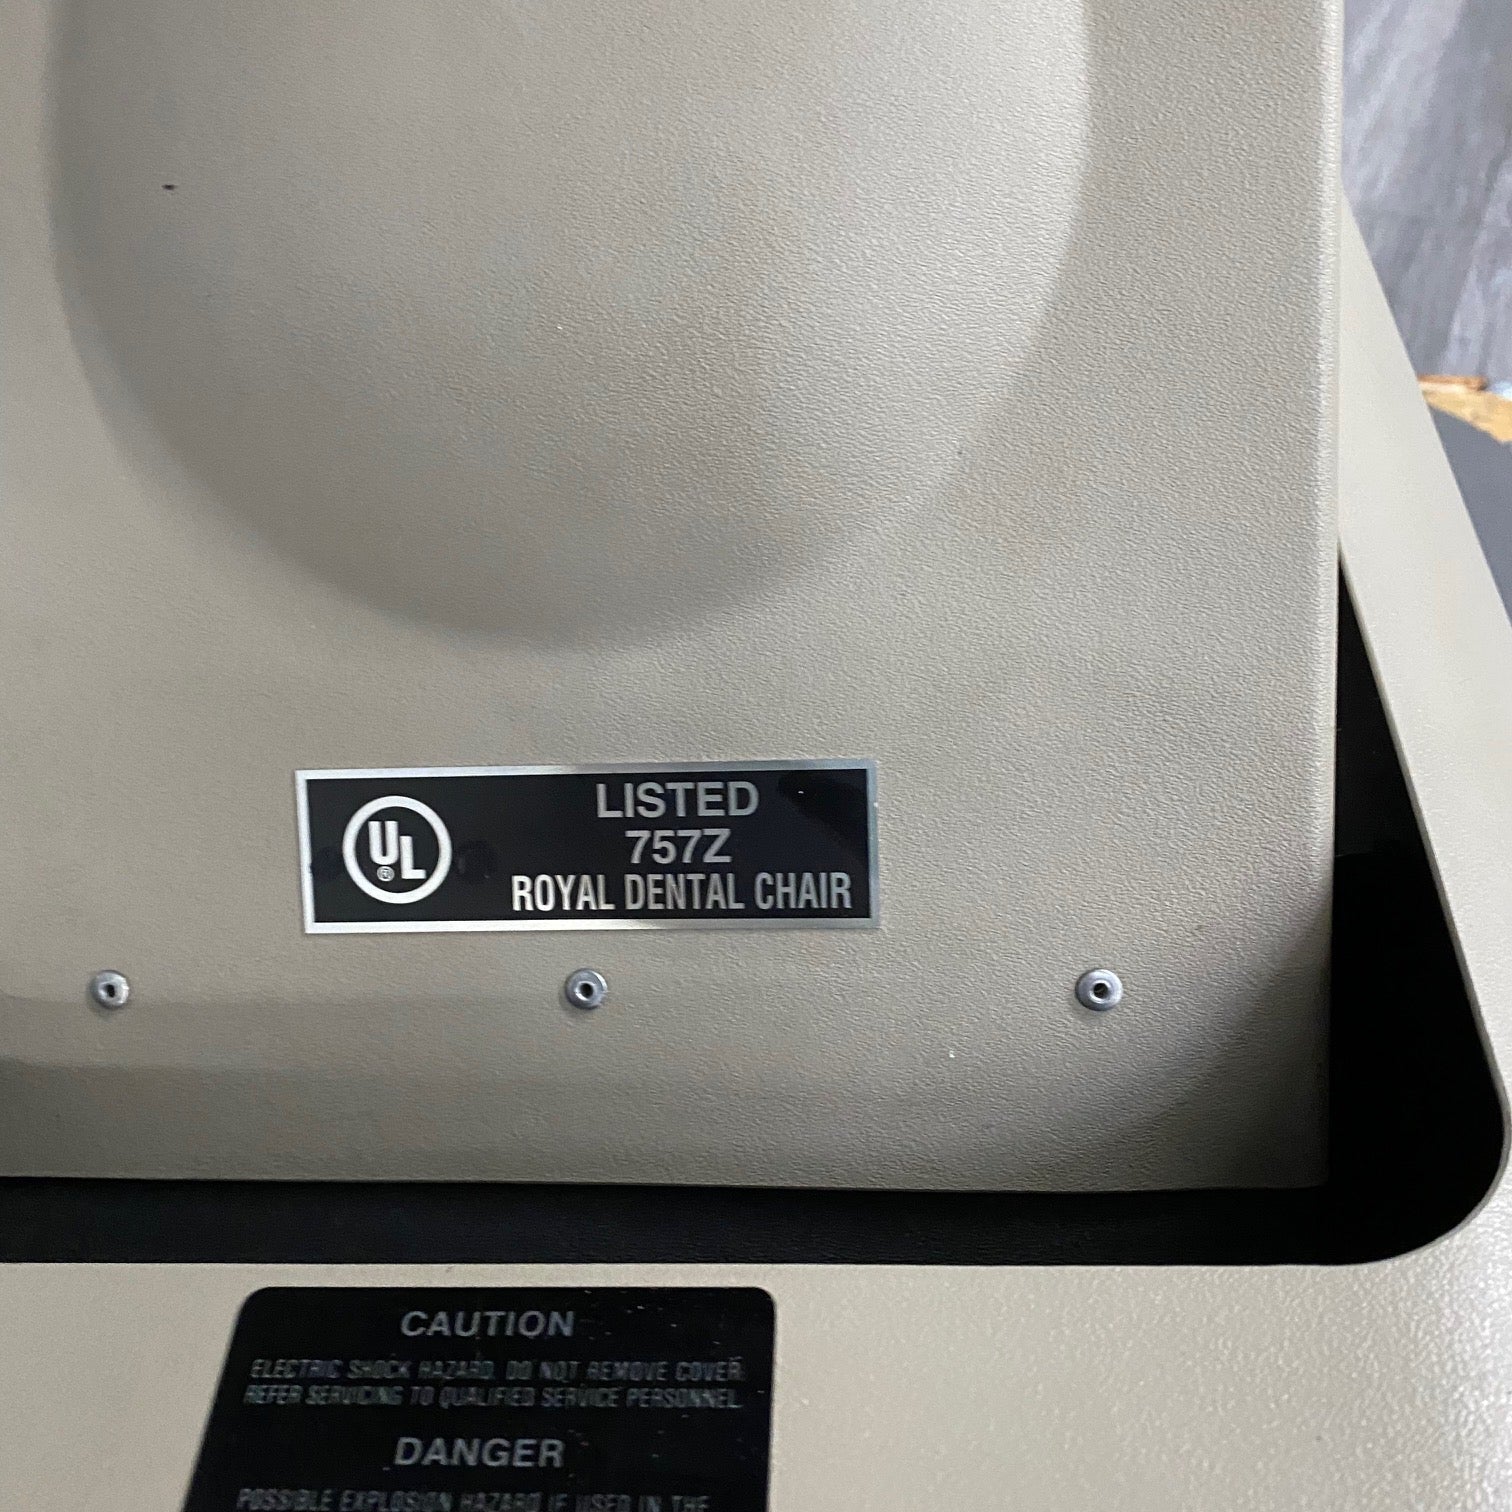 UL®
LISTED
757Z
ROYAL DENTAL CHAIR
CAUTION
ELECTRIC SHOCK HAZARD. DO NOT REMOVE COVER.
REFER SERVICING TO QUALIFIED SERVICE PERSONNEL.
DANGER
POSSIBLE EXPLOSION HAZARD IF USED IN THE